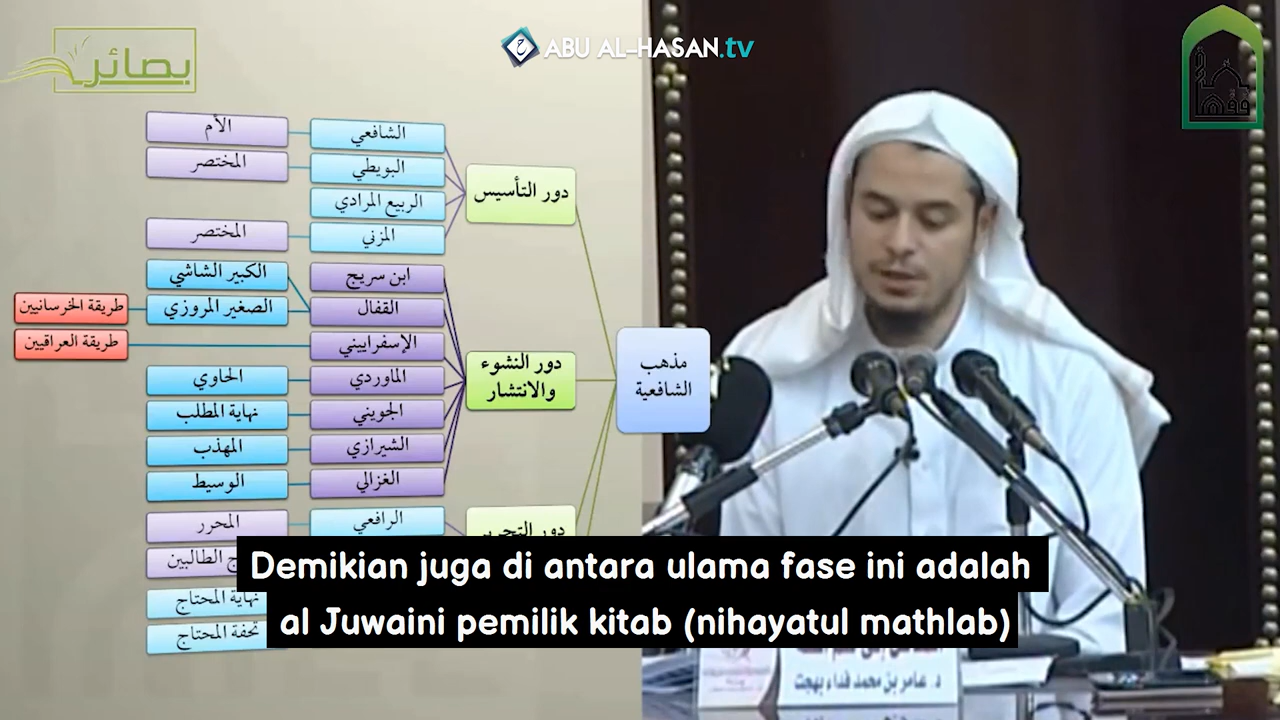 بصائر
ABU AL-HASAN.tv
مذهب
الشافعية
دور التأسيس
الشافعي
الأم
البويطي
المختصر
الربيع المرادي
المزني
المختصر
دور النشوء
والانتشار
ابن سريج
القفال
الكبير الشاشي
الصغير المروزي
طريقة الخرسانيين
الإسفراييني
طريقة العراقيين
الماوردي
الحاوي
الجويني
نهاية المطلب
الشيرازي
المهذب
الغزالي
الوسيط
دور
الرافعي
المحرر
الطالبين
نهاية المحتاج
تحفة المحتاج
Demikian juga di antara ulama fase ini adalah
al Juwaini pemilik kitab (nihayatul mathlab)
د. عامر بن محمد فداء بهجت